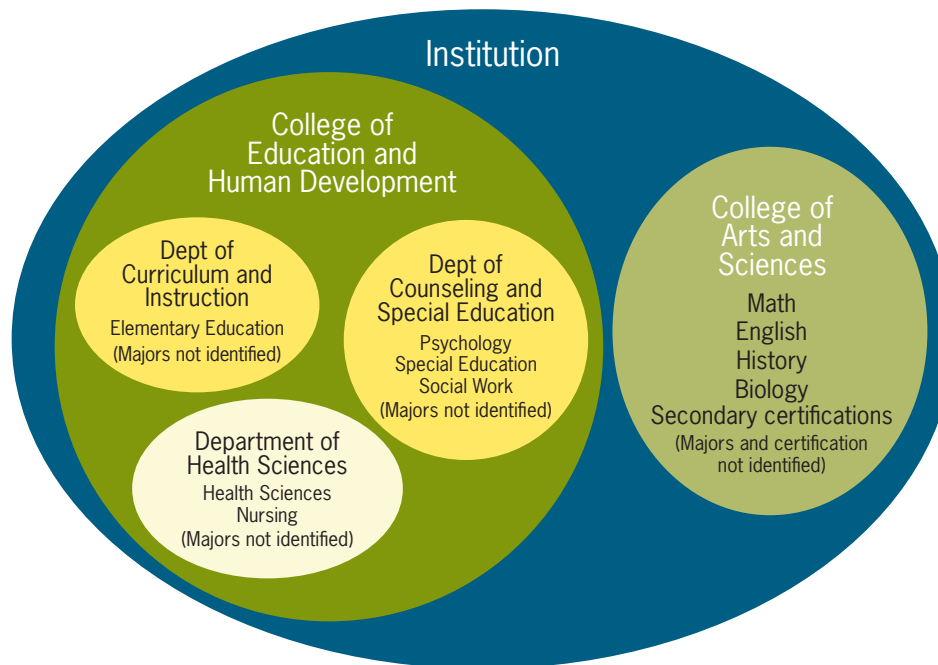 Institution
College of
Education and
Human Development
Dept of
Curriculum and
Instruction
Elementary Education
(Majors not identified)
Dept of
Counseling and
Special Education
Psychology
Special Education
Social Work
(Majors not identified)
Department of
Health Sciences
Health Sciences
Nursing
(Majors not identified)
College of
Arts and
Sciences
Math
English
History
Biology
Secondary certifications
(Majors and certification
not identified)